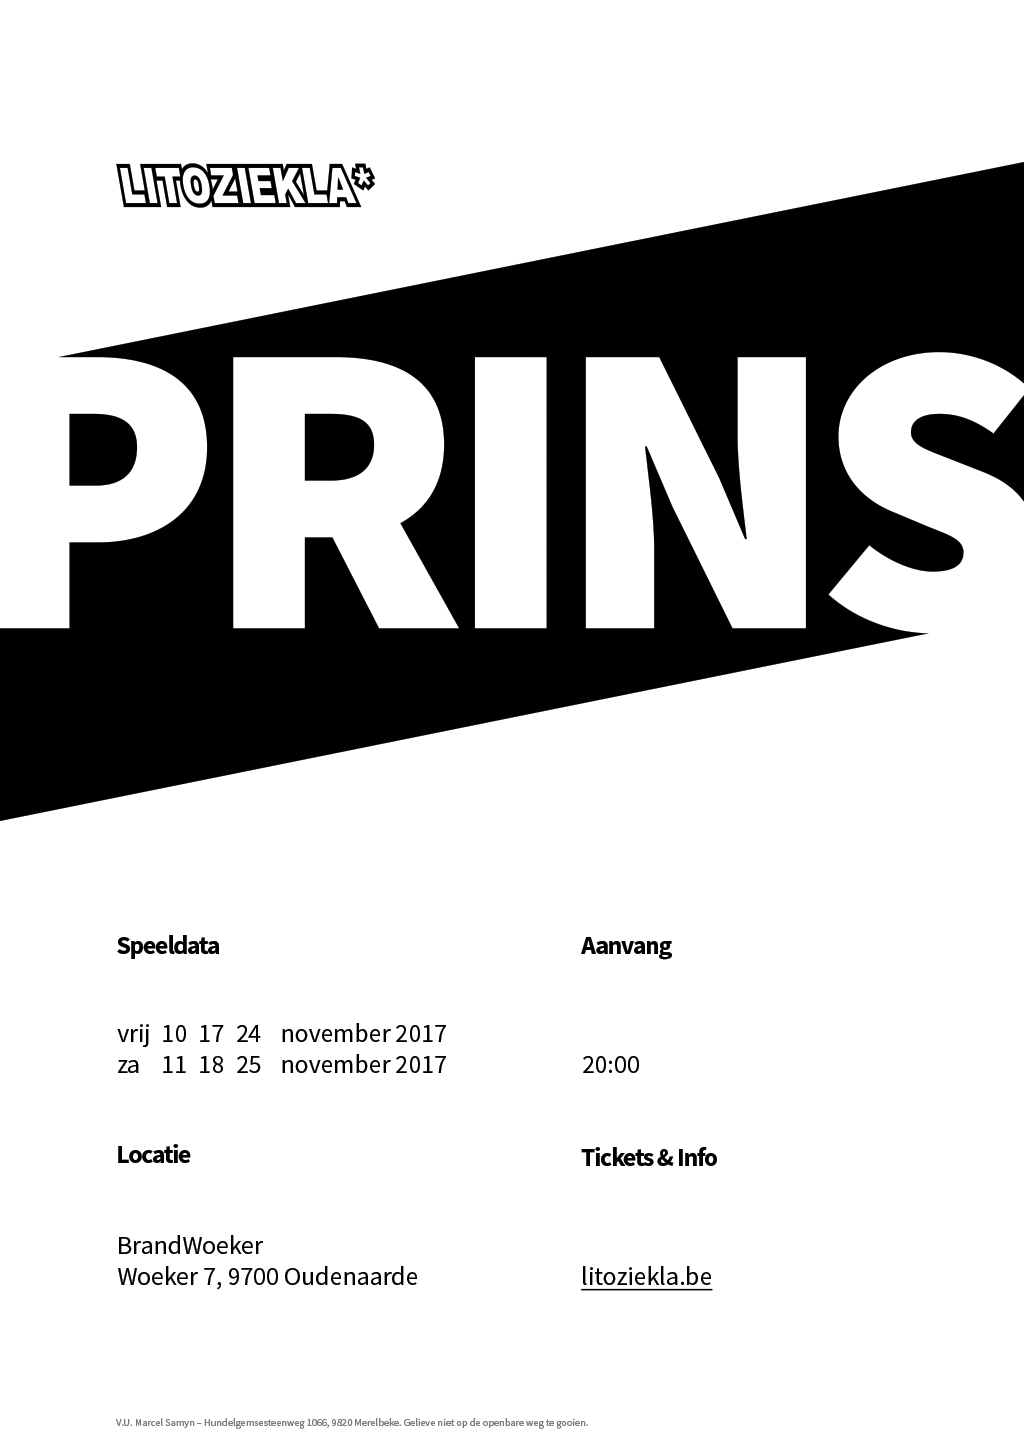 LITOZIEKLA*
PRINS
Speeldata
vrij 10 17 24 november 2017
za 11 18 25 november 2017
Aanvang
20:00
Locatie
BrandWoeker
Woeker 7, 9700 Oudenaarde
Tickets & Info
litoziekla.be
V.U. Marcel Samyn – Hundelgemsesteenweg 1066, 9820 Merelbeke. Gelieve niet op de openbare weg te gooien.